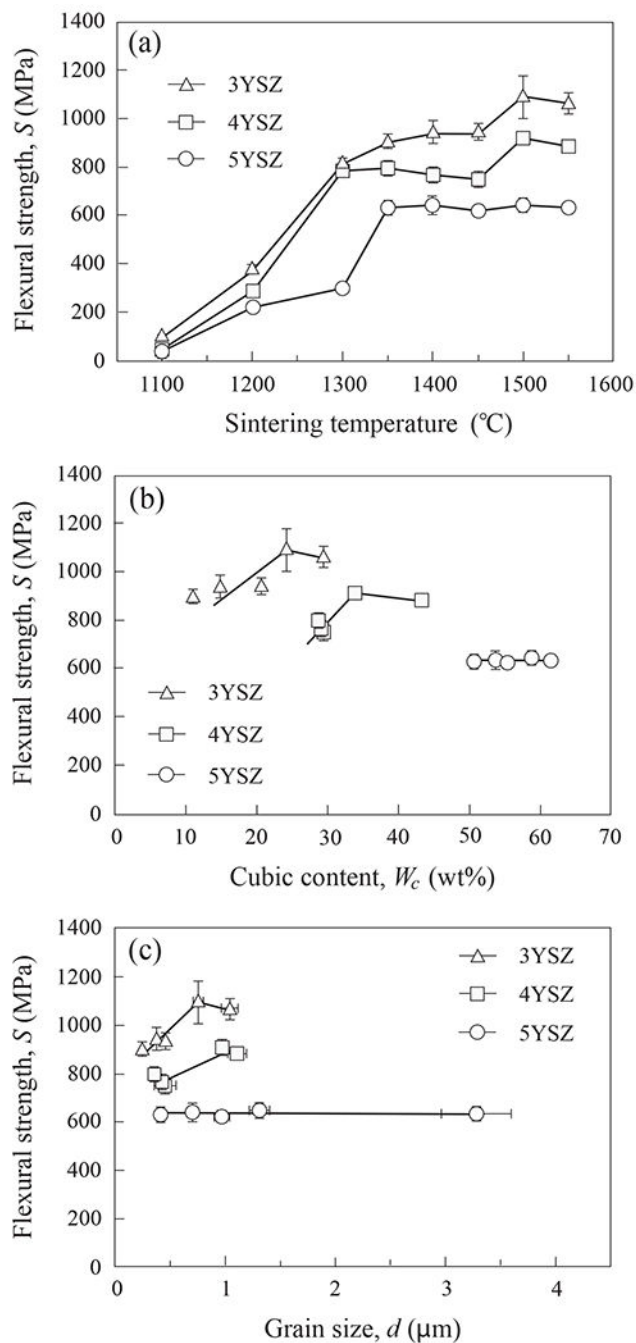 (a)
3YSZ
4YSZ
5YSZ
Flexural strength, S (MPa)
1400
1200
1000
800
600
400
200
0
1100 1200 1300 1400 1500 1600
Sintering temperature (℃)
(b)
Flexural strength, S (MPa)
1400
1200
1000
800
600
400
200
0
3YSZ
4YSZ
5YSZ
0 10 20 30 40 50 60 70
Cubic content, Wc (wt%)
(c)
3YSZ
4YSZ
5YSZ
Flexural strength, S (MPa)
1400
1200
1000
800
600
400
200
0
0 1 2 3 4
Grain size, d (μm)